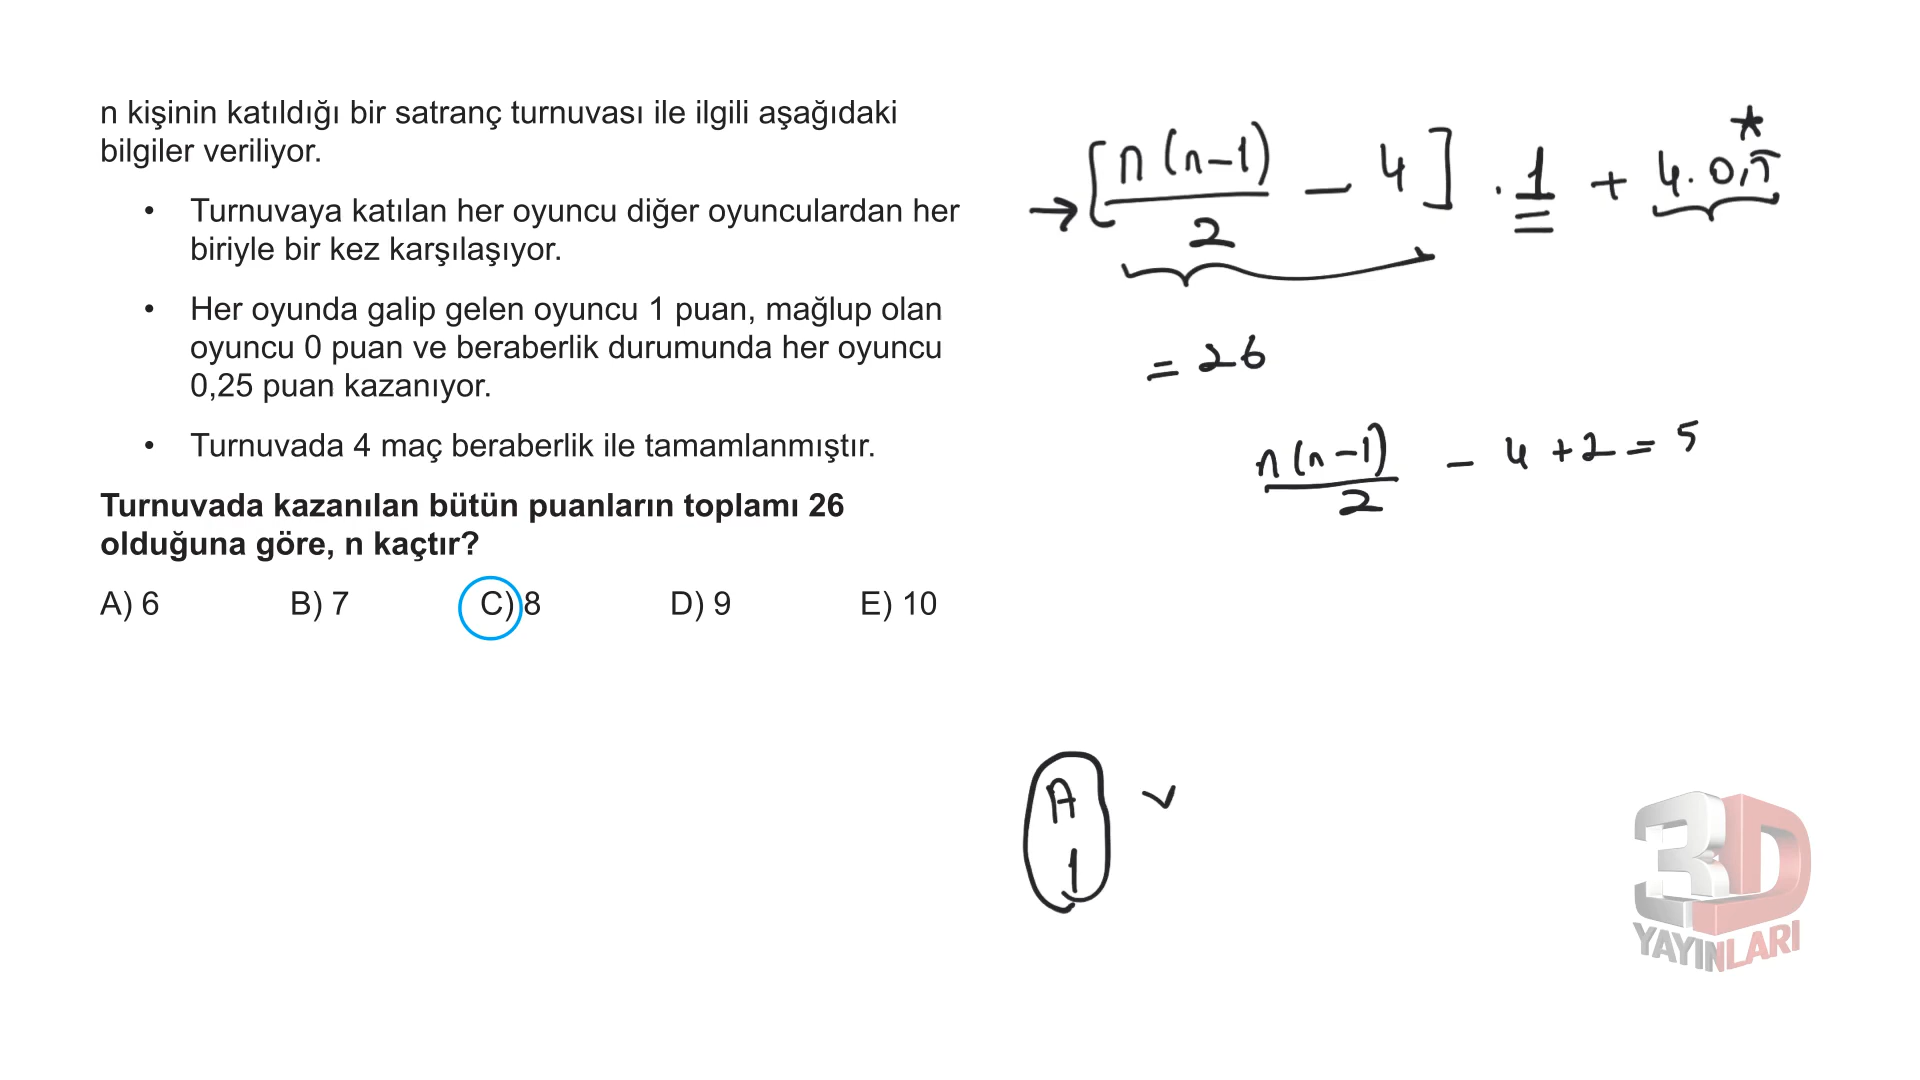 n kişinin katıldığı bir satranç turnuvası ile ilgili aşağıdaki
bilgiler veriliyor.
• Turnuvaya katılan her oyuncu diğer oyunculardan her
biriyle bir kez karşılaşıyor.
• Her oyunda galip gelen oyuncu 1 puan, mağlup olan
oyuncu 0 puan ve beraberlik durumunda her oyuncu
0,25 puan kazanıyor.
• Turnuvada 4 maç beraberlik ile tamamlanmıştır.
Turnuvada kazanılan bütün puanların toplamı 26
olduğuna göre, n kaçtır?
A) 6 B) 7 C) 8 D) 9 E) 10
→ [n(n-1)/2 - 4] . 1 + 4.0,5
= 26
n(n-1)/2 - 4 + 2 = 5
A
1
3D
YAYINLARI